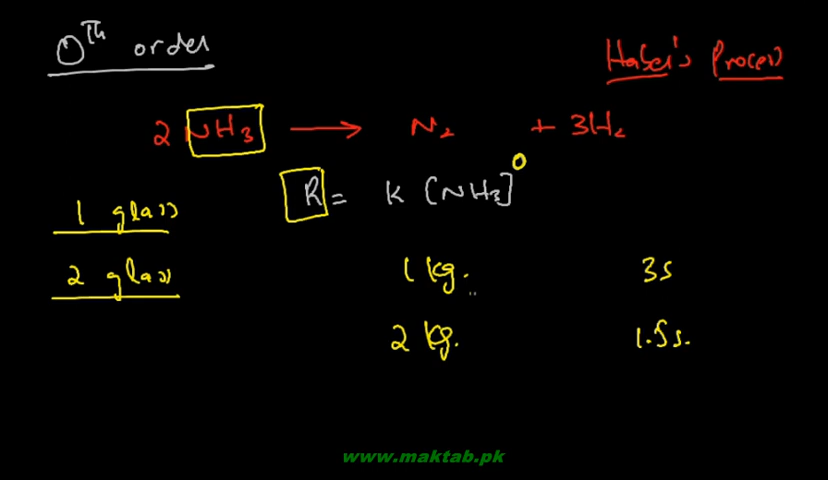 0Th order
Haber's Process
2 NH3 → N2 + 3H2
R = K [NH3]0
1 glass
2 glass
1 kg. 3s
2 kg. 1.5s.
www.maktab.pk